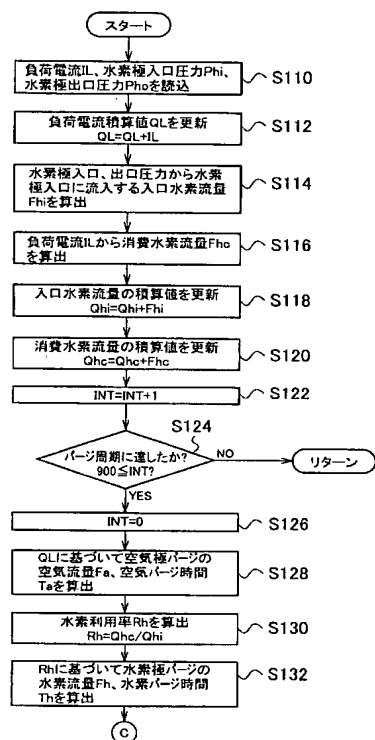 スタート
負荷電流IL、水素極入口圧力Phi、
水素極出口圧力Phoを読込
S110
負荷電流積算値QLを更新
QL=QL+IL
S112
水素極入口、出口圧力から水素
極入口に流入する入口水素流量
Fhiを算出
S114
負荷電流ILから消費水素流量Fhc
を算出
S116
入口水素流量の積算値を更新
Qhi=Qhi+Fhi
S118
消費水素流量の積算値を更新
Qhc=Qhc+Fhc
S120
INT=INT+1
S122
S124
パージ周期に達したか?
900≦INT?
NO
リターン
YES
INT=0
S126
QLに基づいて空気極パージの
空気流量Fa、空気パージ時間
Taを算出
S128
水素利用率Rhを算出
Rh=Qhc/Qhi
S130
Rhに基づいて水素極パージの
水素流量Fh、水素パージ時間
Thを算出
S132
C